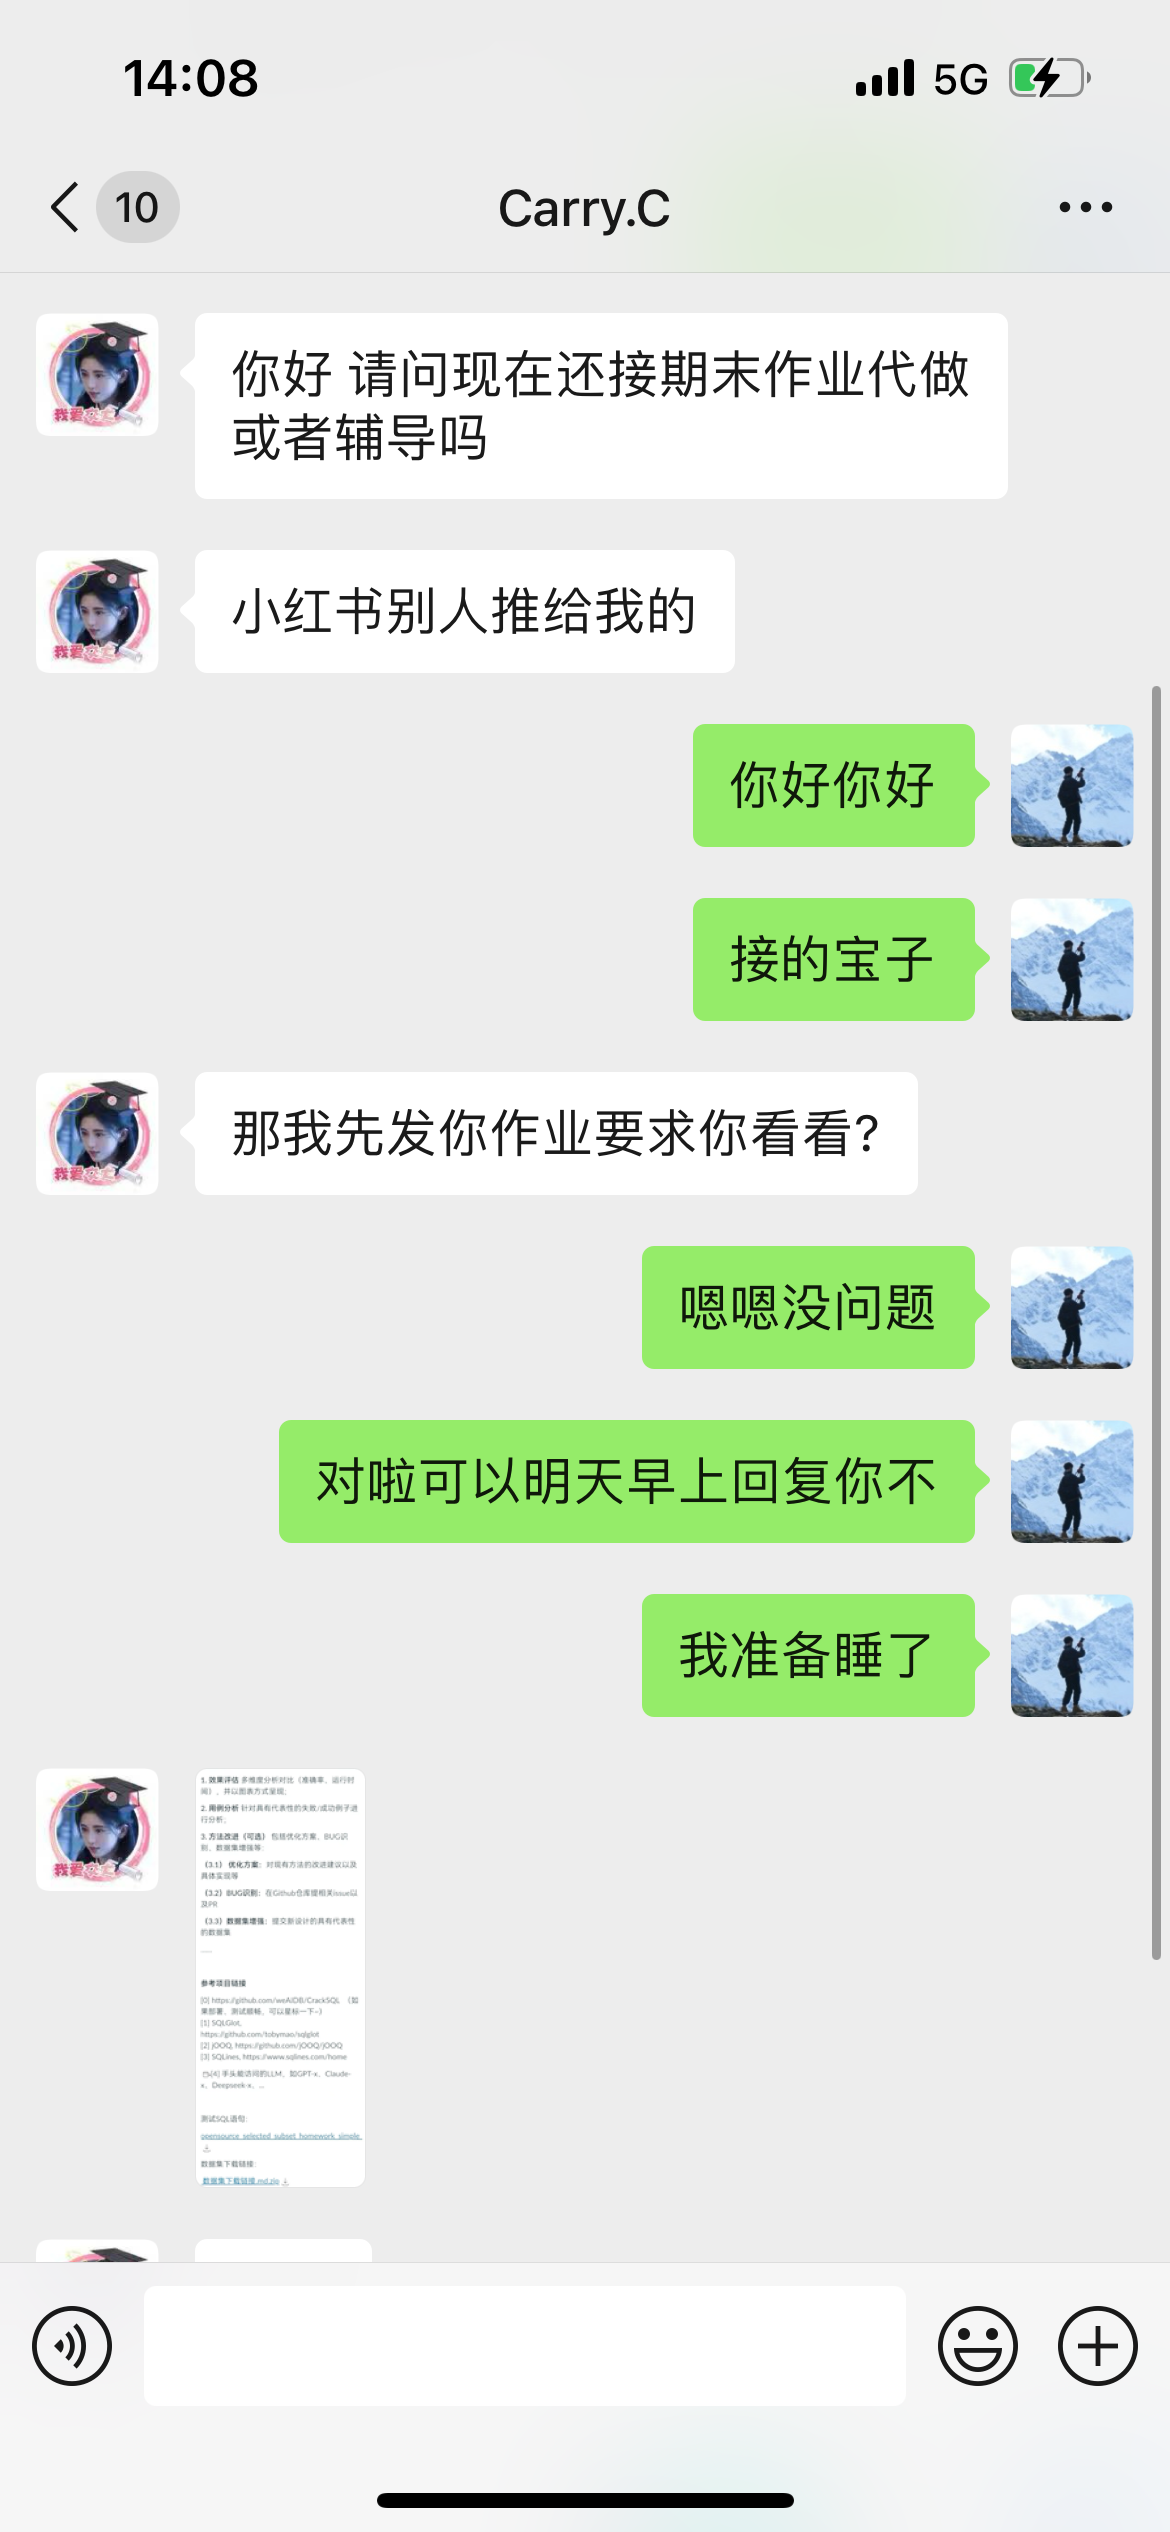 14:08
5G
10
Carry.C
你好 请问现在还接期末作业代做
或者辅导吗
小红书别人推给我的
你好你好
接的宝子
那我先发你作业要求你看看?
嗯嗯没问题
对啦可以明天早上回复你不
我准备睡了
1. 效果评估 多维度分析对比（准确率、运行时
间），并以图表方式呈现;
2. 用例分析 针对具有代表性的失败/成功例子进
行分析;
3. 方法改进（可选） 包括优化方案、BUG识
别、数据集增强等:
（3.1） 优化方案：对现有方法的改进建议以及
具体实现等
（3.2）BUG识别：在Github仓库提相关issue以
及PR
（3.3）数据集增强：提交新设计的具有代表性
的数据集
......
参考项目链接
[0] https://github.com/weAIDB/CrackSQL （如
果部署、测试顺畅，可以星标一下~）
[1] SQLGlot,
https://github.com/tobymao/sqlglot
[2] jOOQ, https://github.com/jOOQ/jOOQ
[3] SQLines, https://www.sqlines.com/home
[4] 手头能访问的LLM，如GPT-x、Claude-
x、Deepseek-x、...
测试SQL语句:
opensource_selected_subset_homework_simple.
数据集下载链接:
数据集下载链接.md.zip
我爱
我爱
我爱
我爱